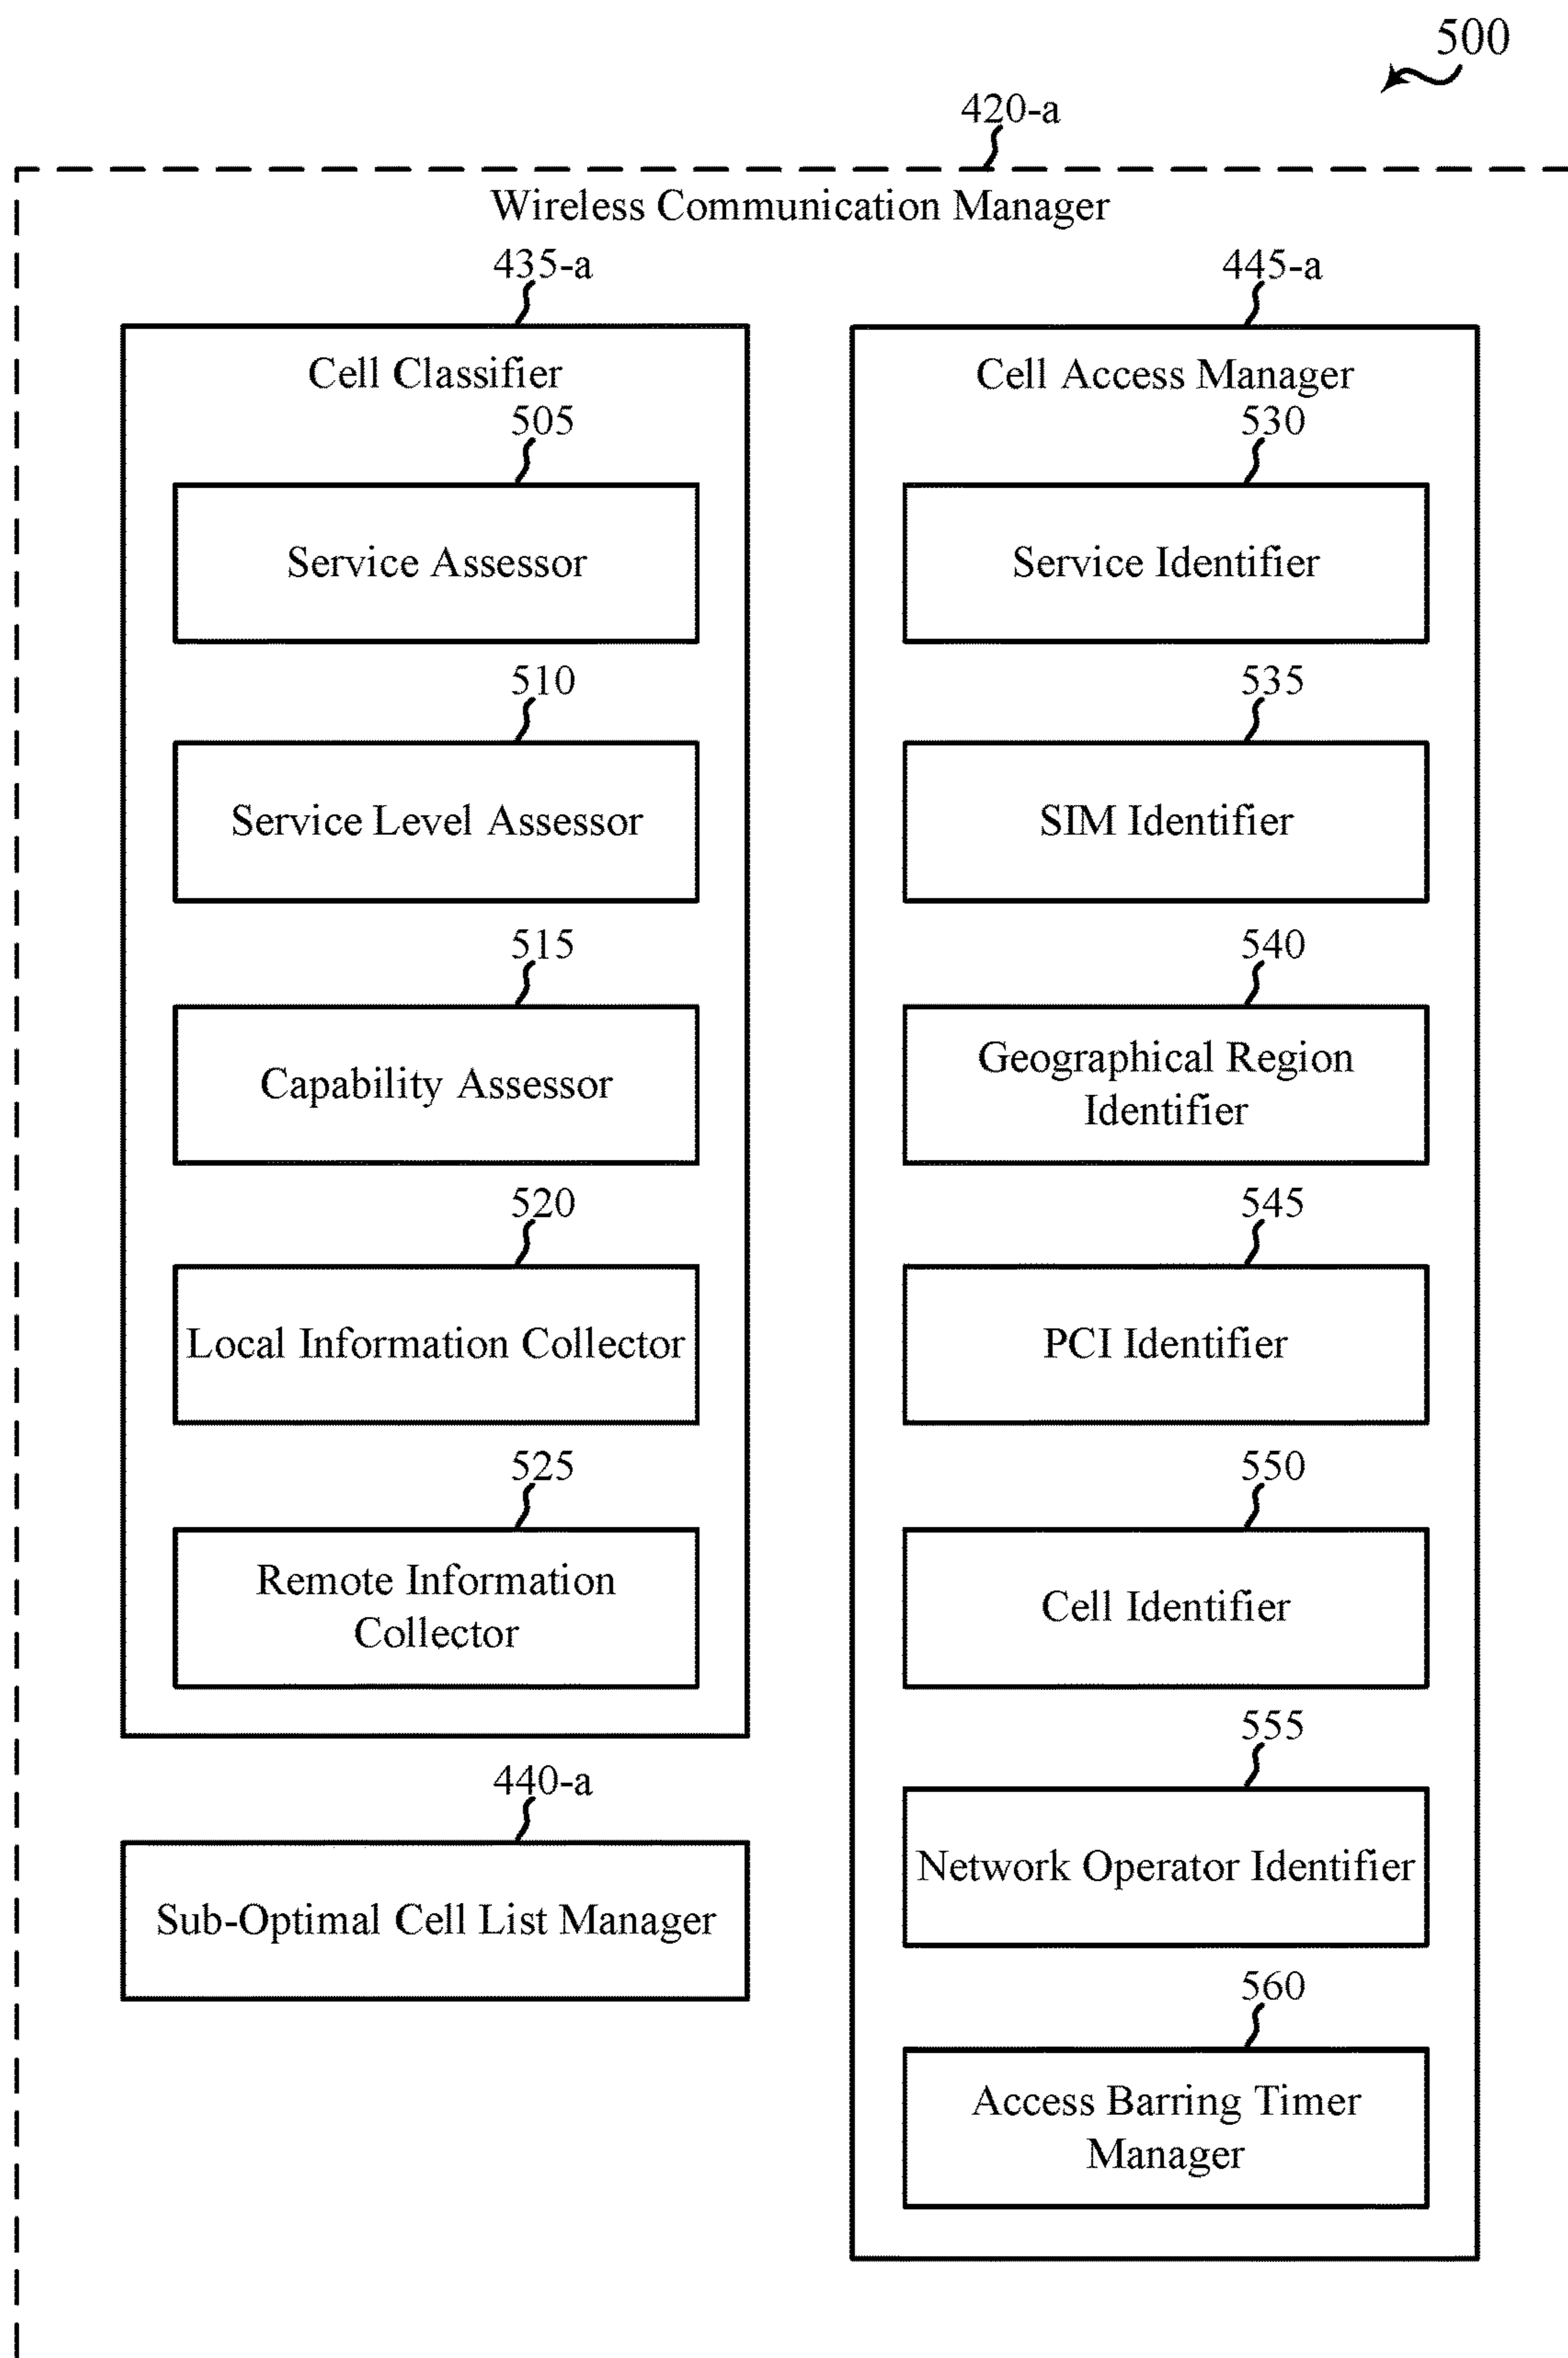 500
420-a
Wireless Communication Manager
435-a
Cell Classifier
505
Service Assessor
510
Service Level Assessor
515
Capability Assessor
520
Local Information Collector
525
Remote Information
Collector
440-a
Sub-Optimal Cell List Manager
445-a
Cell Access Manager
530
Service Identifier
535
SIM Identifier
540
Geographical Region
Identifier
545
PCI Identifier
550
Cell Identifier
555
Network Operator Identifier
560
Access Barring Timer
Manager